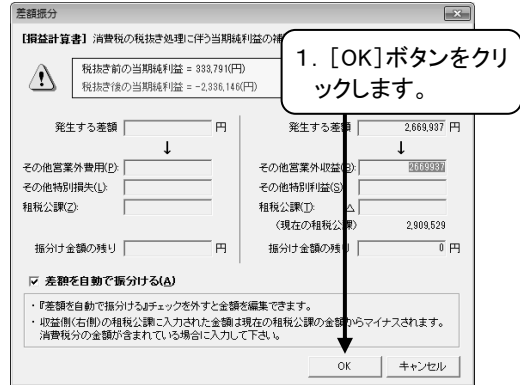 差額振分
【損益計算書】消費税の税抜き処理に伴う当期純利益の補
1．[OK]ボタンをクリックします。
税抜き前の当期純利益 = 333,791(円)
税抜き後の当期純利益 = -2,336,146(円)
発生する差額 円
↓
その他営業外費用(P):
その他特別損失(L):
租税公課(Z):
振分け金額の残り 円
発生する差額 2,669,937 円
↓
その他営業外収益(B): 2669937
その他特別利益(S):
租税公課(T): △
(現在の租税公課) 2,909,529
振分け金額の残り 0 円
差額を自動で振分ける(A)
・『差額を自動で振分ける』チェックを外すと金額を編集できます。
・収益側(右側)の租税公課に入力された金額は現在の租税公課の金額からマイナスされます。
消費税分の金額が含まれている場合に入力して下さい。
OK キャンセル